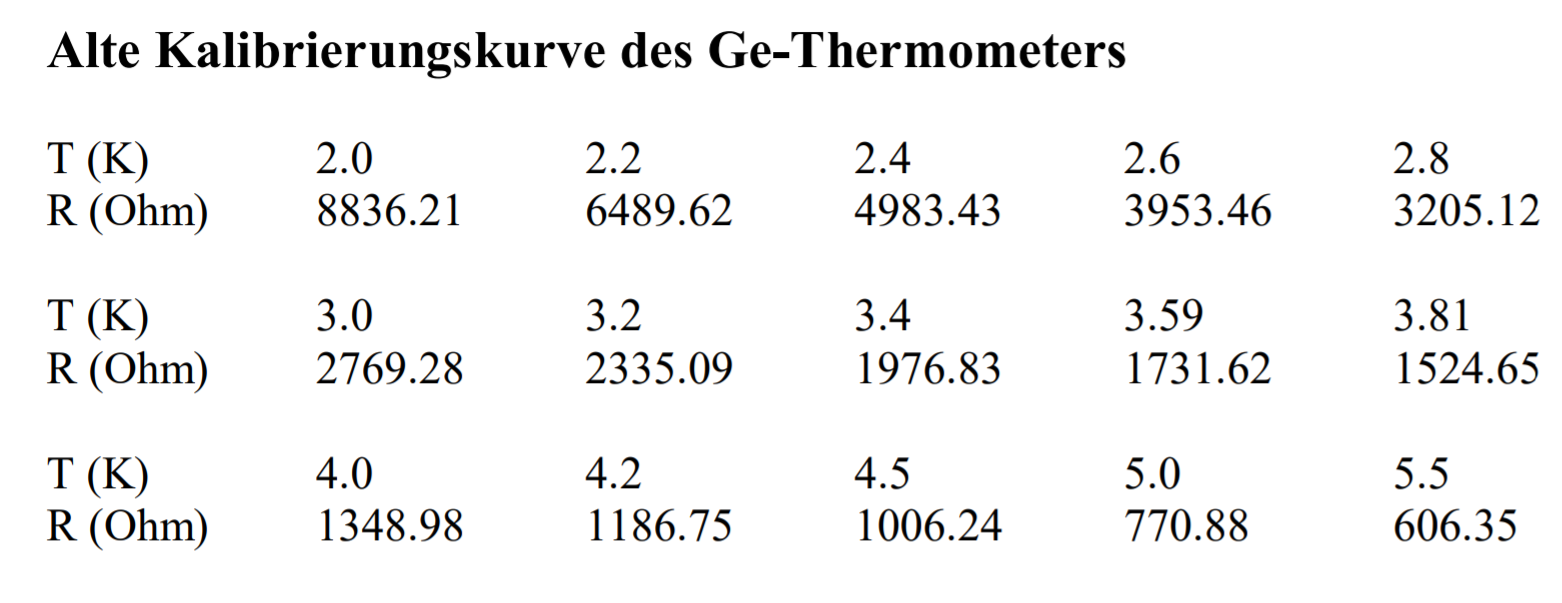 Alte Kalibrierungskurve des Ge-Thermometers
T (K) 2.0 2.2 2.4 2.6 2.8
R (Ohm) 8836.21 6489.62 4983.43 3953.46 3205.12
T (K) 3.0 3.2 3.4 3.59 3.81
R (Ohm) 2769.28 2335.09 1976.83 1731.62 1524.65
T (K) 4.0 4.2 4.5 5.0 5.5
R (Ohm) 1348.98 1186.75 1006.24 770.88 606.35